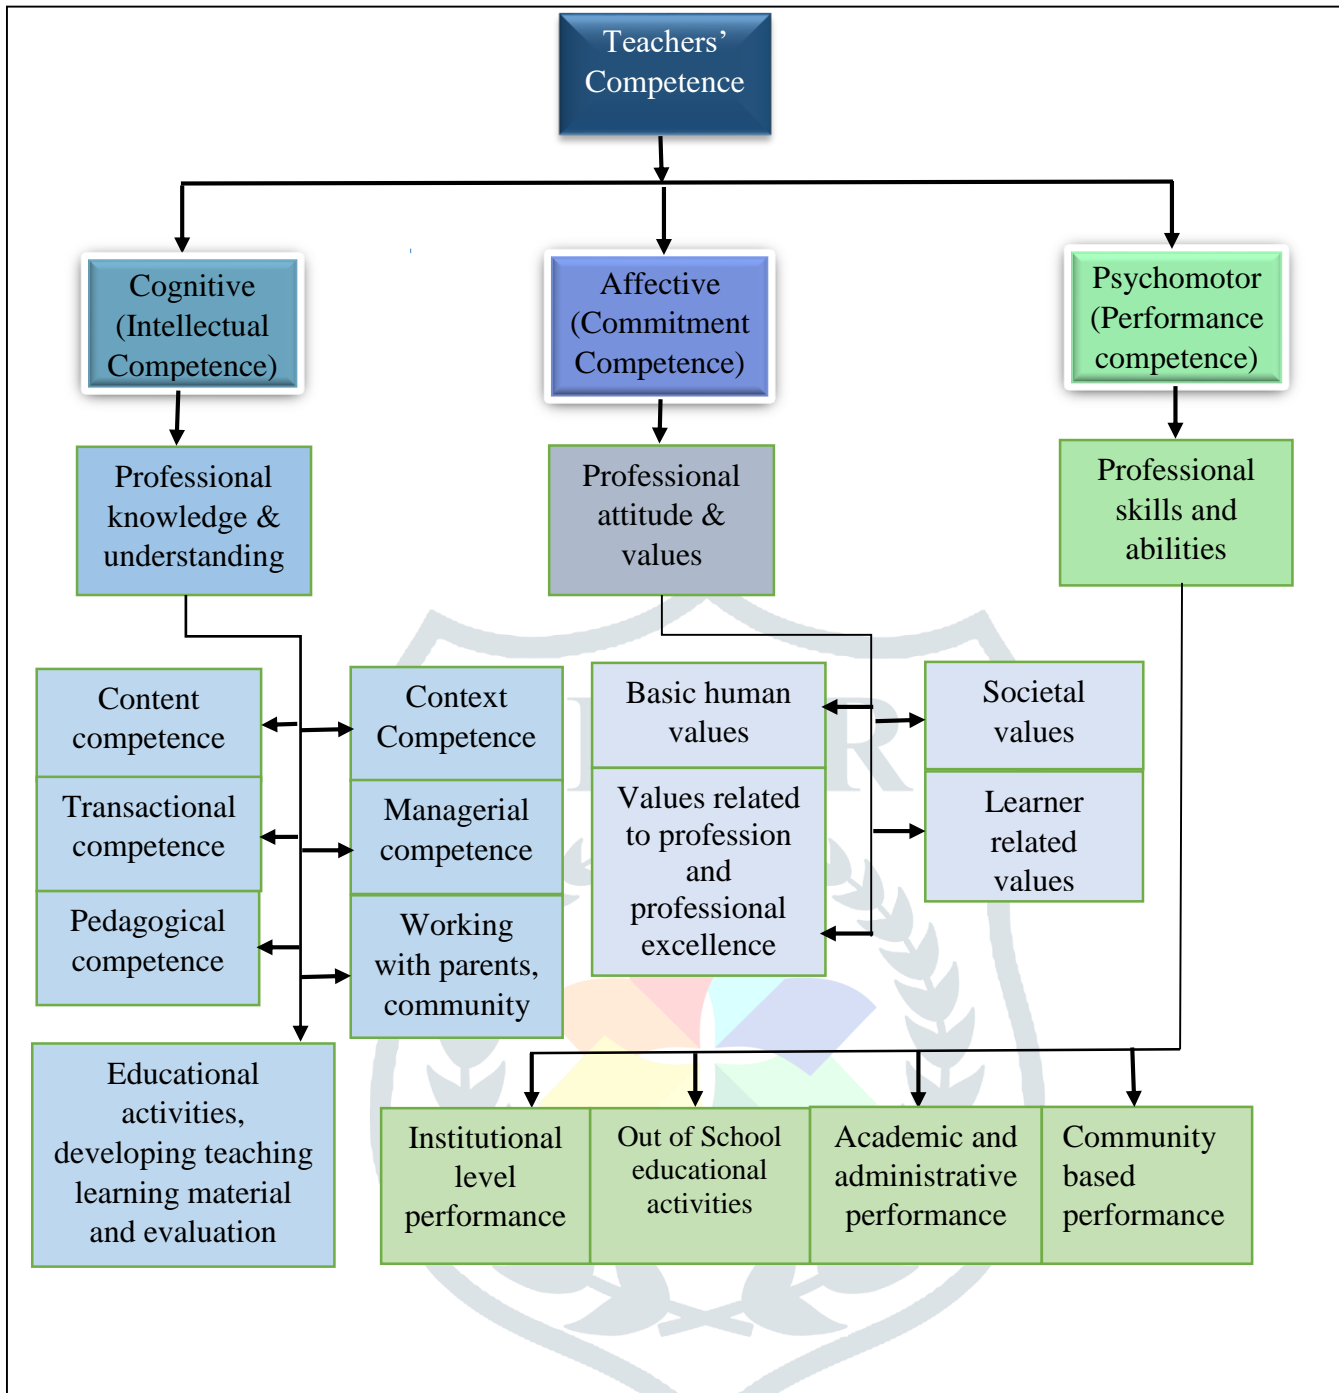 Teachers’
Competence
Cognitive
(Intellectual
Competence)
Affective
(Commitment
Competence)
Psychomotor
(Performance
competence)
Professional
knowledge &
understanding
Professional
attitude &
values
Professional
skills and
abilities
Content
competence
Context
Competence
Transactional
competence
Managerial
competence
Pedagogical
competence
Working
with parents,
community
Educational
activities,
developing teaching
learning material
and evaluation
Basic human
values
Societal
values
Values related
to profession
and
professional
excellence
Learner
related
values
Institutional
level
performance
Out of School
educational
activities
Academic and
administrative
performance
Community
based
performance